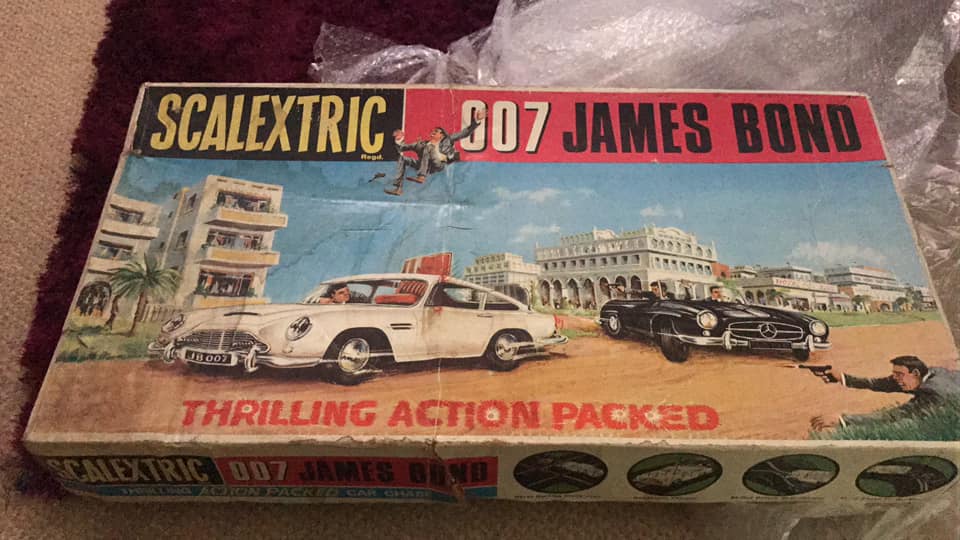 SCALEXTRIC
Regd.
007 JAMES BOND
JB 007
THRILLING ACTION PACKED
SCALEXTRIC 007 JAMES BOND
THRILLING ACTION PACKED CAR CHASE